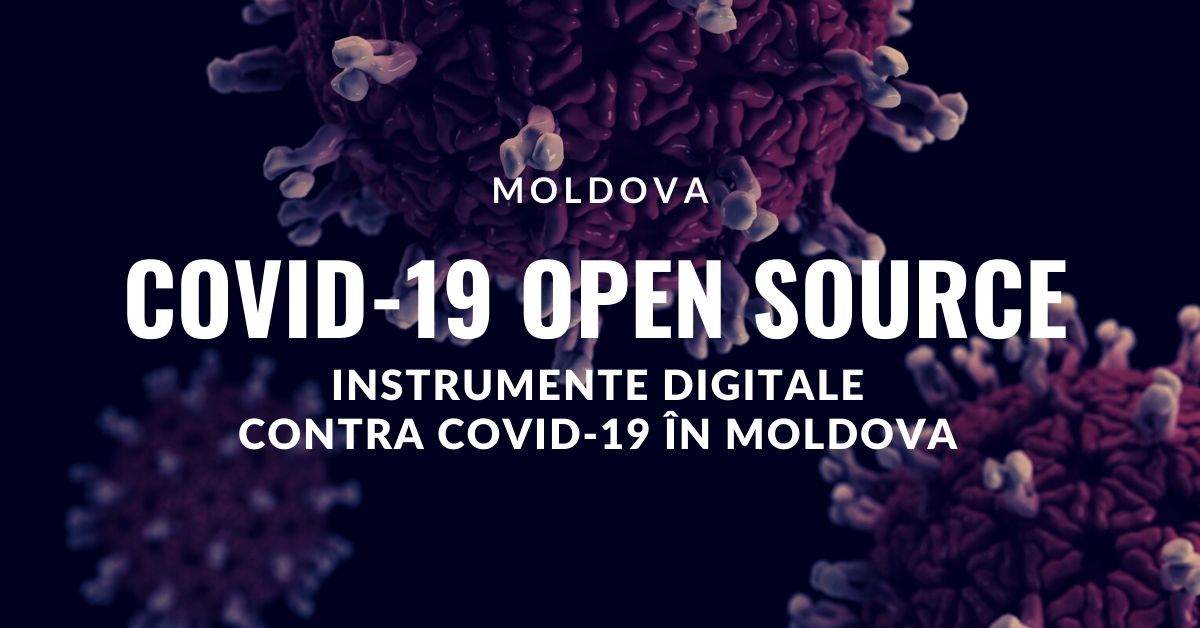 MOLDOVA
COVID-19 OPEN SOURCE
INSTRUMENTE DIGITALE
CONTRA COVID-19 ÎN MOLDOVA